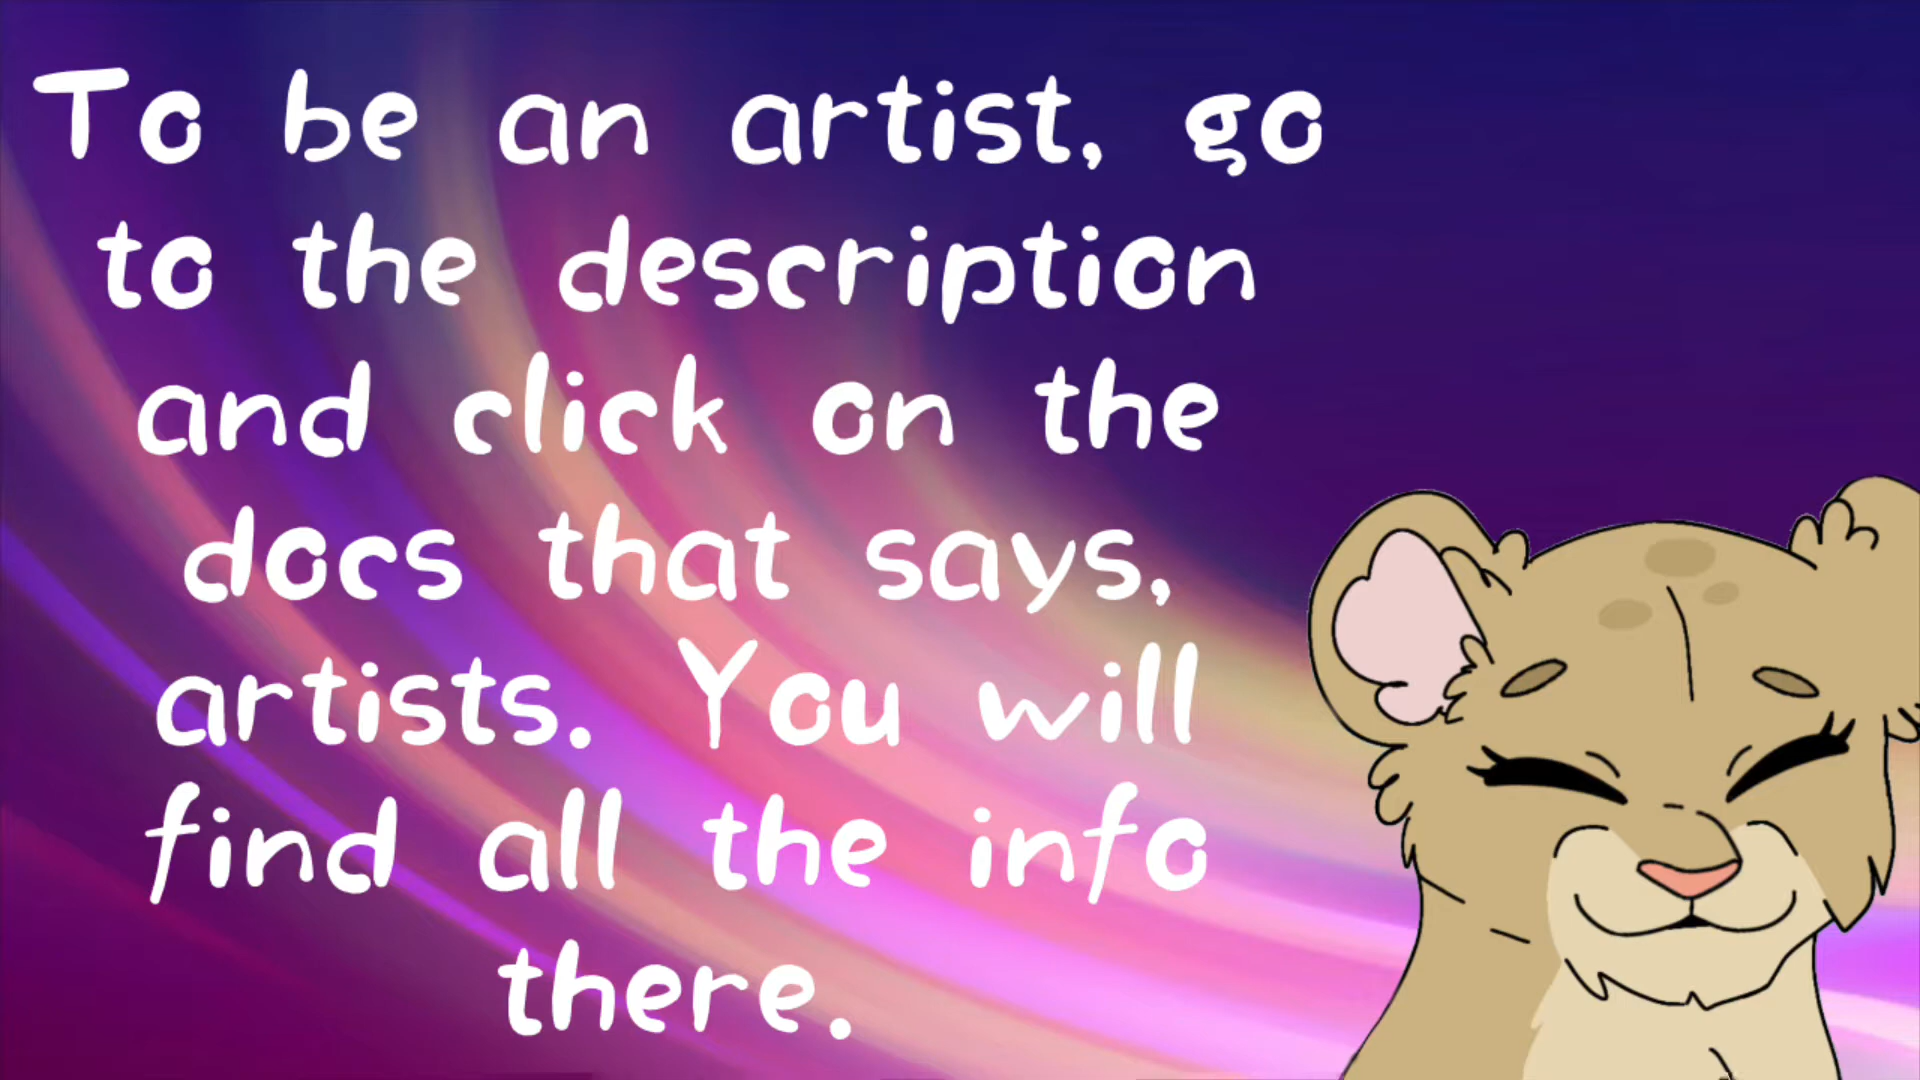 To be an artist, go
to the description
and click on the
docs that says,
artists. You will
find all the info
there.